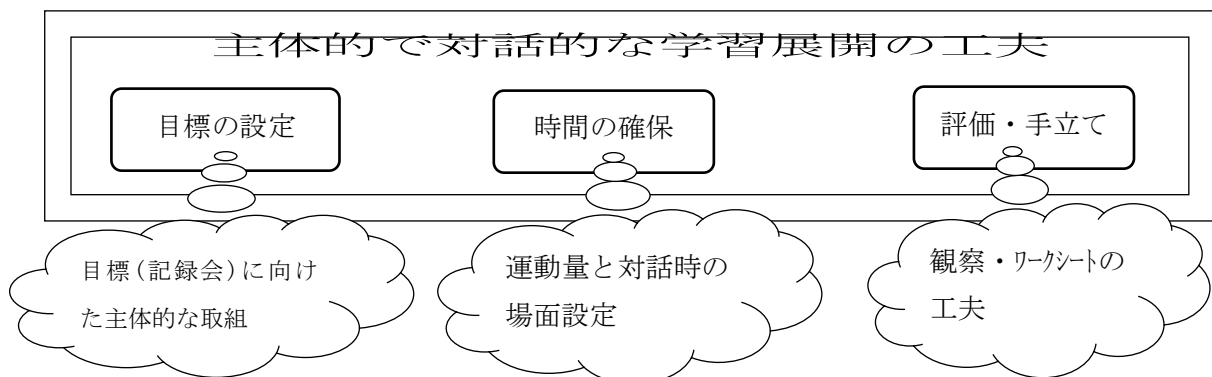 主体的で対話的な学習展開の工夫
目標の設定
時間の確保
評価・手立て
目標(記録会)に向け
た主体的な取組
運動量と対話時の
場面設定
観察・ワークシートの
工夫